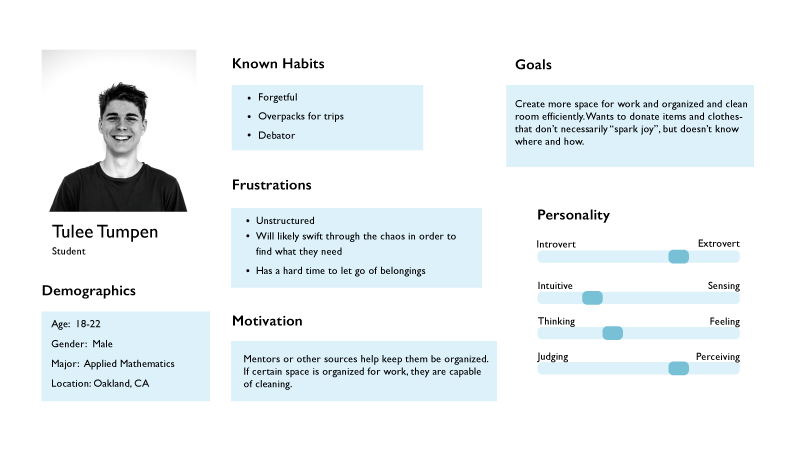 Tulee Tumpen
Student
Demographics
Age: 18-22
Gender: Male
Major: Applied Mathematics
Location: Oakland, CA
Known Habits
• Forgetful
• Overpacks for trips
• Debator
Frustrations
• Unstructured
• Will likely swift through the chaos in order to
find what they need
• Has a hard time to let go of belongings
Motivation
Mentors or other sources help keep them be organized.
If certain space is organized for work, they are capable
of cleaning.
Goals
Create more space for work and organized and clean
room efficiently. Wants to donate items and clothes-
that don't necessarily “spark joy”, but doesn't know
where and how.
Personality
Introvert Extrovert
Intuitive Sensing
Thinking Feeling
Judging Perceiving